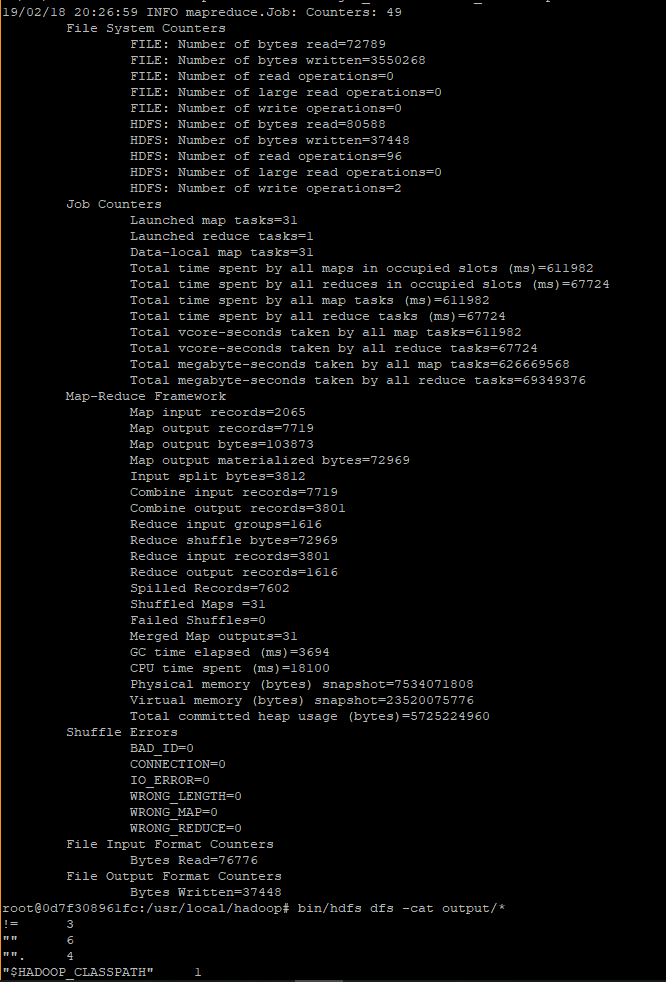 19/02/18 20:26:59 INFO mapreduce.Job: Counters: 49
File System Counters
FILE: Number of bytes read=72789
FILE: Number of bytes written=3550268
FILE: Number of read operations=0
FILE: Number of large read operations=0
FILE: Number of write operations=0
HDFS: Number of bytes read=80588
HDFS: Number of bytes written=37448
HDFS: Number of read operations=96
HDFS: Number of large read operations=0
HDFS: Number of write operations=2
Job Counters
Launched map tasks=31
Launched reduce tasks=1
Data-local map tasks=31
Total time spent by all maps in occupied slots (ms)=611982
Total time spent by all reduces in occupied slots (ms)=67724
Total time spent by all map tasks (ms)=611982
Total time spent by all reduce tasks (ms)=67724
Total vcore-seconds taken by all map tasks=611982
Total vcore-seconds taken by all reduce tasks=67724
Total megabyte-seconds taken by all map tasks=626669568
Total megabyte-seconds taken by all reduce tasks=69349376
Map-Reduce Framework
Map input records=2065
Map output records=7719
Map output bytes=103873
Map output materialized bytes=72969
Input split bytes=3812
Combine input records=7719
Combine output records=3801
Reduce input groups=1616
Reduce shuffle bytes=72969
Reduce input records=3801
Reduce output records=1616
Spilled Records=7602
Shuffled Maps =31
Failed Shuffles=0
Merged Map outputs=31
GC time elapsed (ms)=3694
CPU time spent (ms)=18100
Physical memory (bytes) snapshot=7534071808
Virtual memory (bytes) snapshot=23520075776
Total committed heap usage (bytes)=5725224960
Shuffle Errors
BAD_ID=0
CONNECTION=0
IO_ERROR=0
WRONG_LENGTH=0
WRONG_MAP=0
WRONG_REDUCE=0
File Input Format Counters
Bytes Read=76776
File Output Format Counters
Bytes Written=37448
root@0d7f308961fc:/usr/local/hadoop# bin/hdfs dfs -cat output/*
!= 3
"" 6
"". 4
"$HADOOP_CLASSPATH" 1